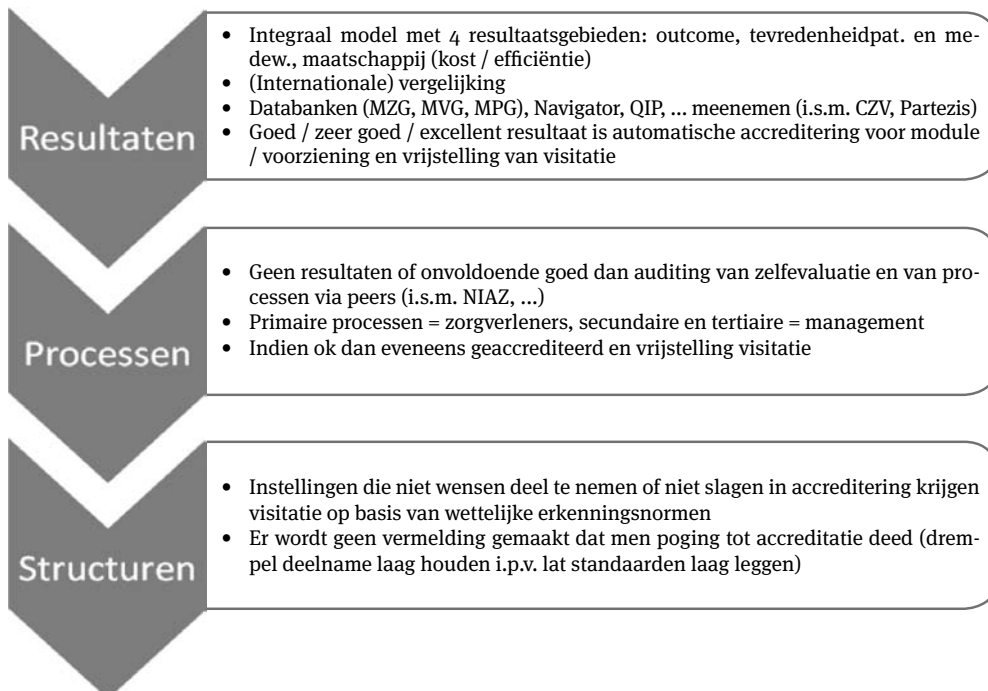 Resultaten
• Integraal model met 4 resultaatsgebieden: outcome, tevredenheidpat. en me-
dew., maatschappij (kost / efficiëntie)
• (Internationale) vergelijking
• Databanken (MZG, MVG, MPG), Navigator, QIP, ... meenemen (i.s.m. CZV, Partezis)
• Goed / zeer goed / excellent resultaat is automatische accreditering voor module
/ voorziening en vrijstelling van visitatie
Processen
• Geen resultaten of onvoldoende goed dan auditing van zelfevaluatie en van pro-
cessen via peers (i.s.m. NIAZ, ...)
• Primaire processen = zorgverleners, secundaire en tertiaire = management
• Indien ok dan eveneens geaccrediteerd en vrijstelling visitatie
Structuren
• Instellingen die niet wensen deel te nemen of niet slagen in accreditering krijgen
visitatie op basis van wettelijke erkenningsnormen
• Er wordt geen vermelding gemaakt dat men poging tot accreditatie deed (drem-
pel deelname laag houden i.p.v. lat standaarden laag leggen)